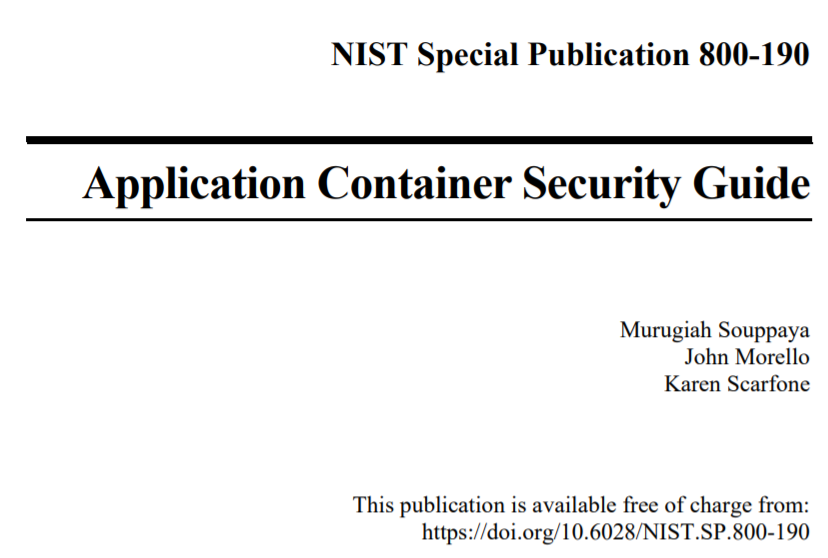 NIST Special Publication 800-190
Application Container Security Guide
Murugiah Souppaya
John Morello
Karen Scarfone
This publication is available free of charge from:
https://doi.org/10.6028/NIST.SP.800-190